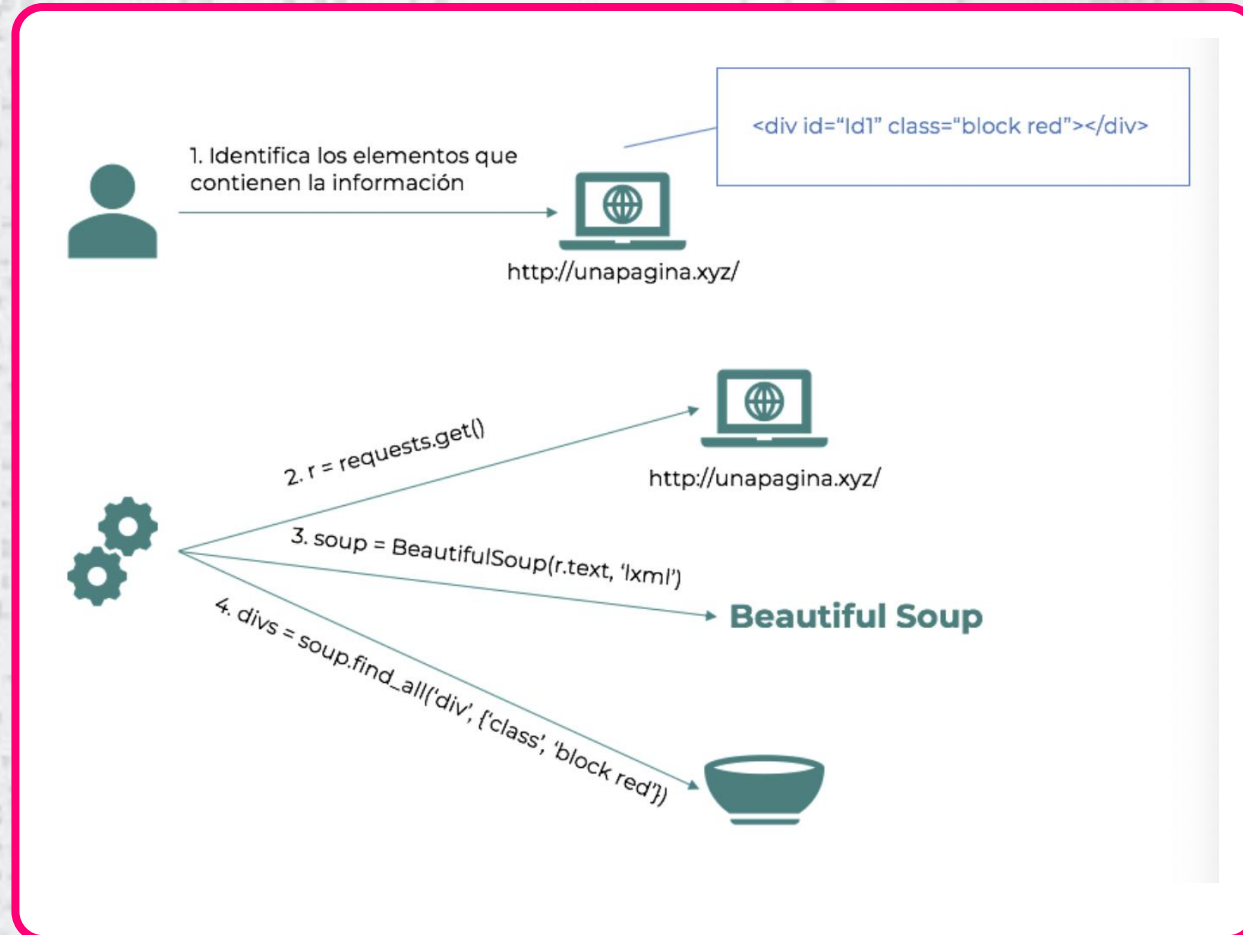 <div id=“Id1” class=“block red”></div>
1. Identifica los elementos que
contienen la información
http://unapagina.xyz/
2. r = requests.get()
http://unapagina.xyz/
3. soup = BeautifulSoup(r.text, ‘lxml’)
Beautiful Soup
4. divs = soup.find_all(‘div’, {‘class’, ‘block red’})